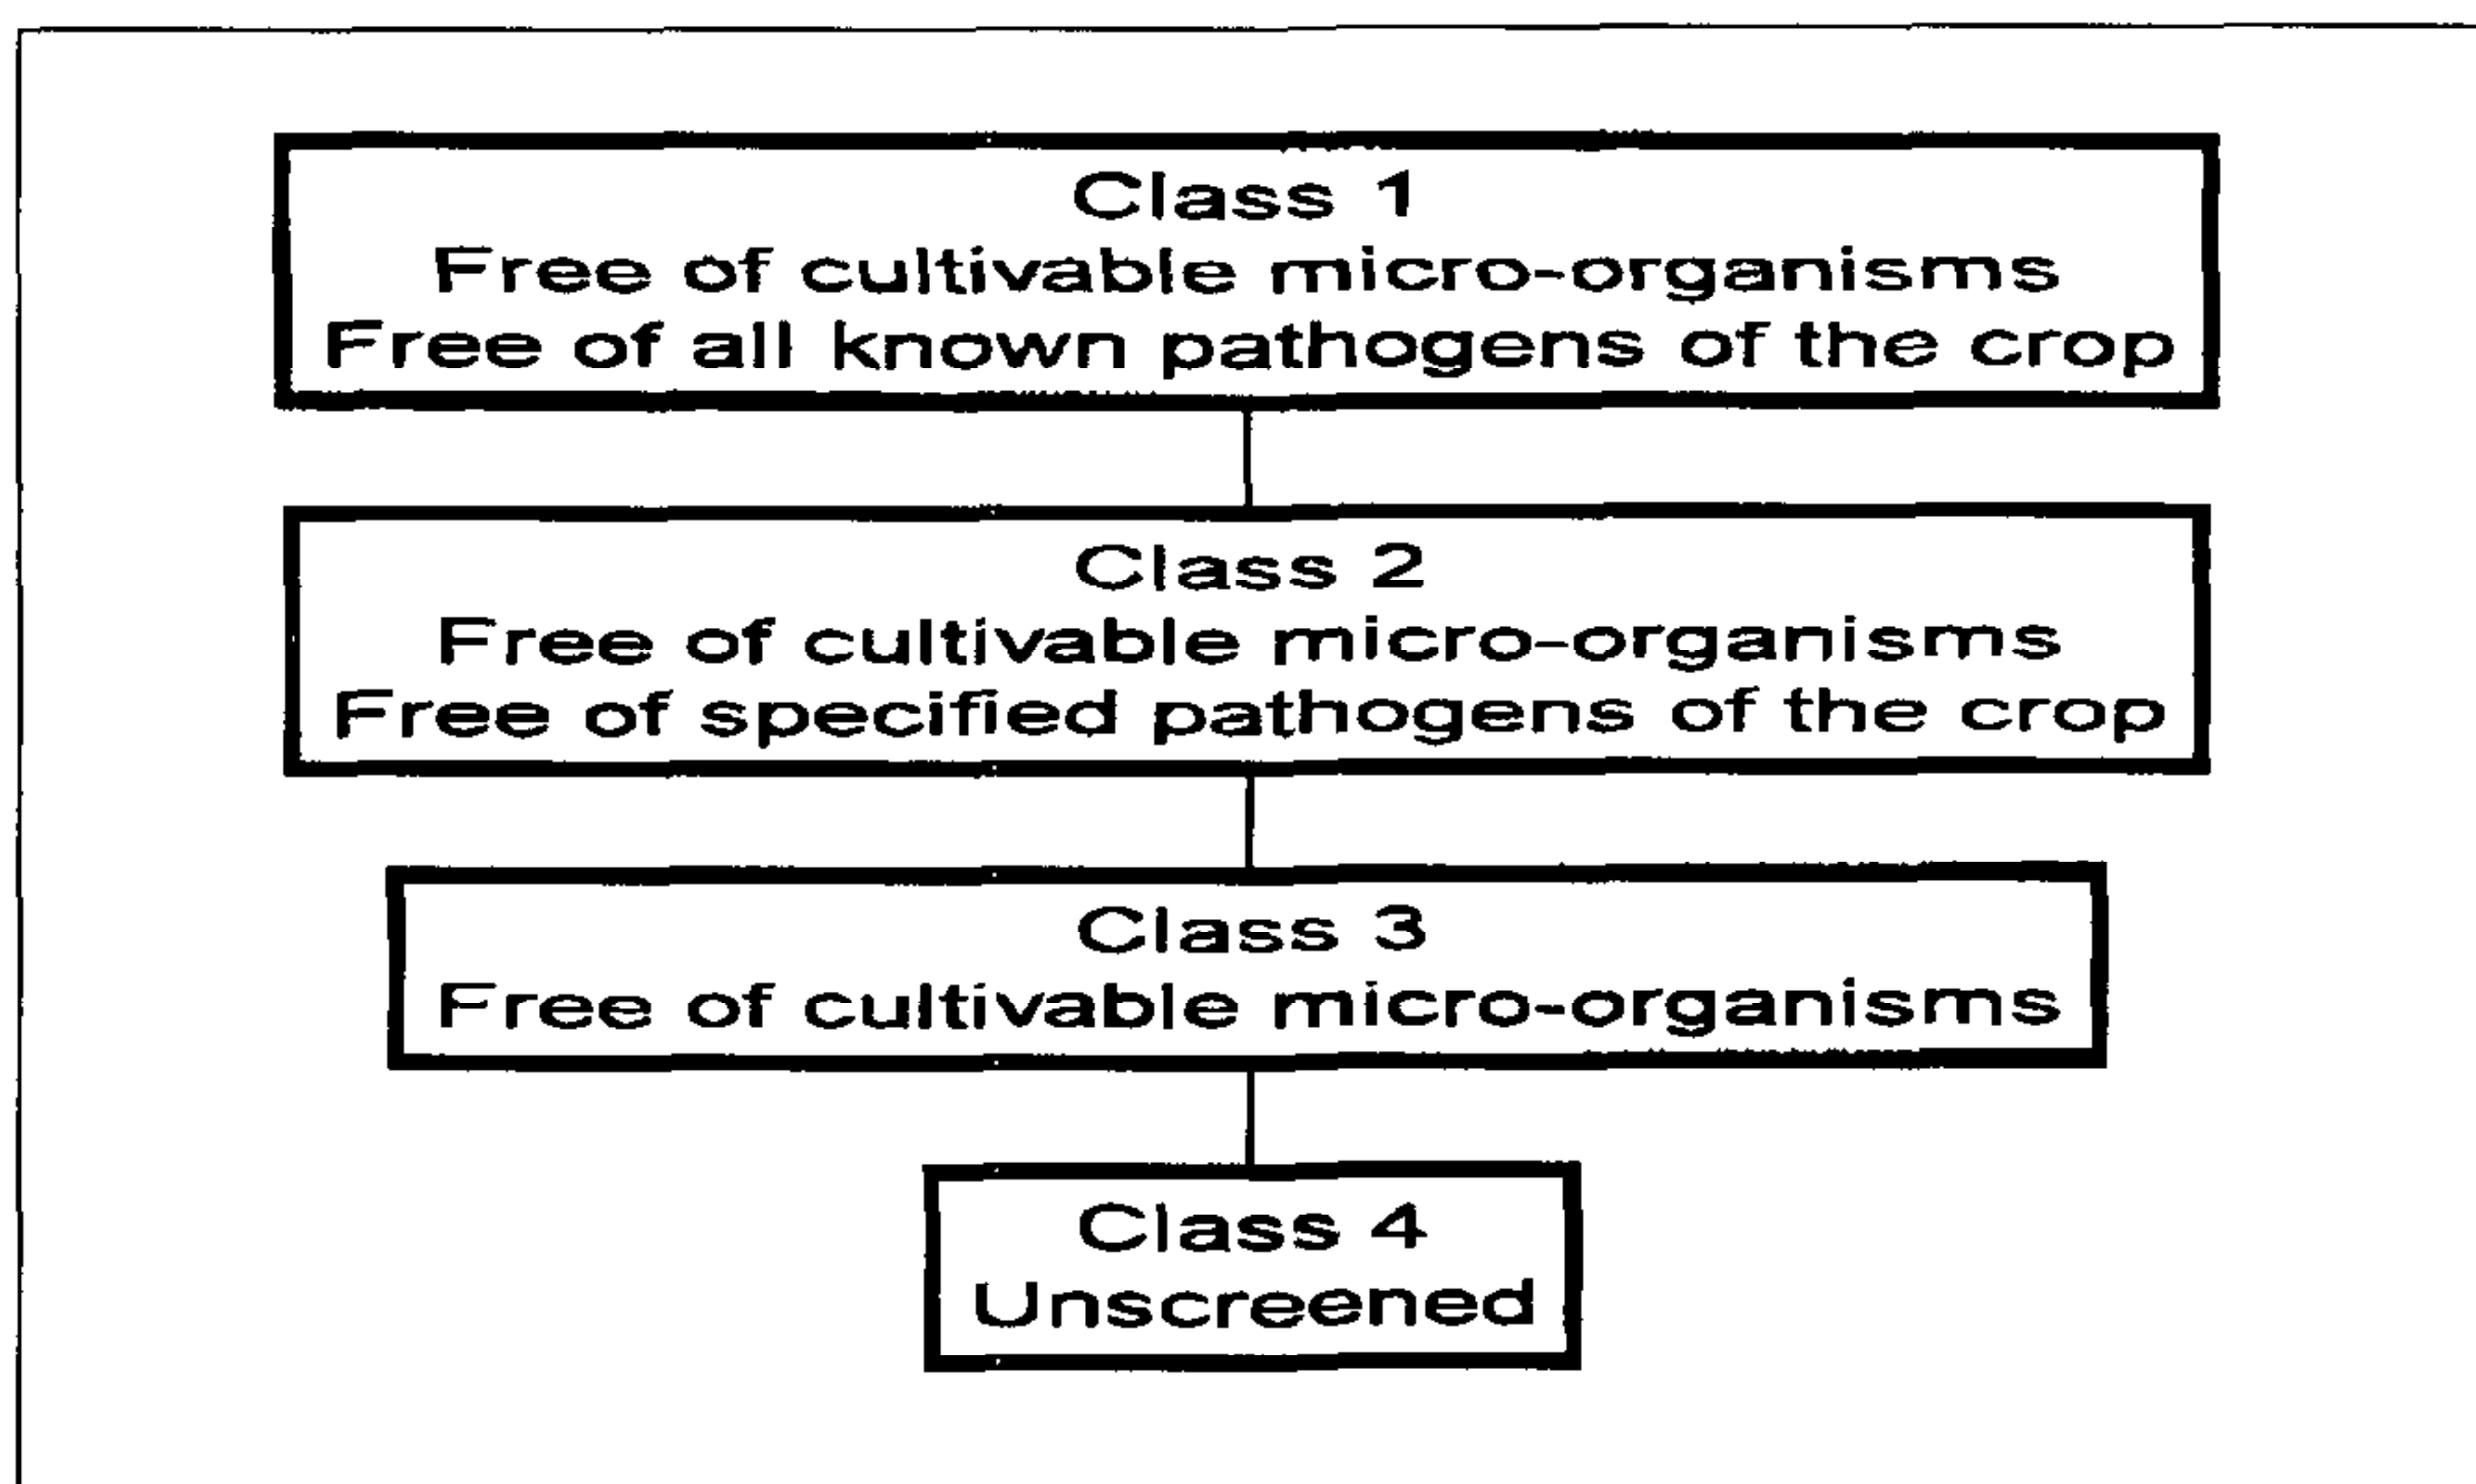 Class 1
Free of cultivable micro-organisms
Free of all known pathogens of the crop
Class 2
Free of cultivable micro-organisms
Free of specified pathogens of the crop
Class 3
Free of cultivable micro-organisms
Class 4
Unscreened